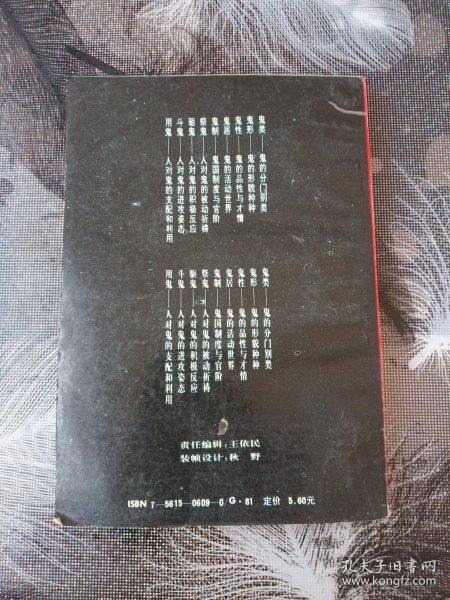 鬼类——鬼的分门别类
鬼形——鬼的形貌种种
鬼性——鬼的品性与才情
鬼居——鬼的活动世界
鬼制——鬼国制度与官阶
祭鬼——人对鬼的被动祈祷
驱鬼——人对鬼的积极反应
斗鬼——人对鬼的进攻姿态
用鬼——人对鬼的支配和利用
鬼类——鬼的分门别类
鬼形——鬼的形貌种种
鬼性——鬼的品性与才情
鬼居——鬼的活动世界
鬼制——鬼国制度与官阶
祭鬼——人对鬼的被动祈祷
驱鬼——人对鬼的积极反应
斗鬼——人对鬼的进攻姿态
用鬼——人对鬼的支配和利用
责任编辑:王依民
装帧设计:秋 野
ISBN 7—5615—0609—0/G·81 定价 5.60元
孔夫子旧书网
www.kongfz.com